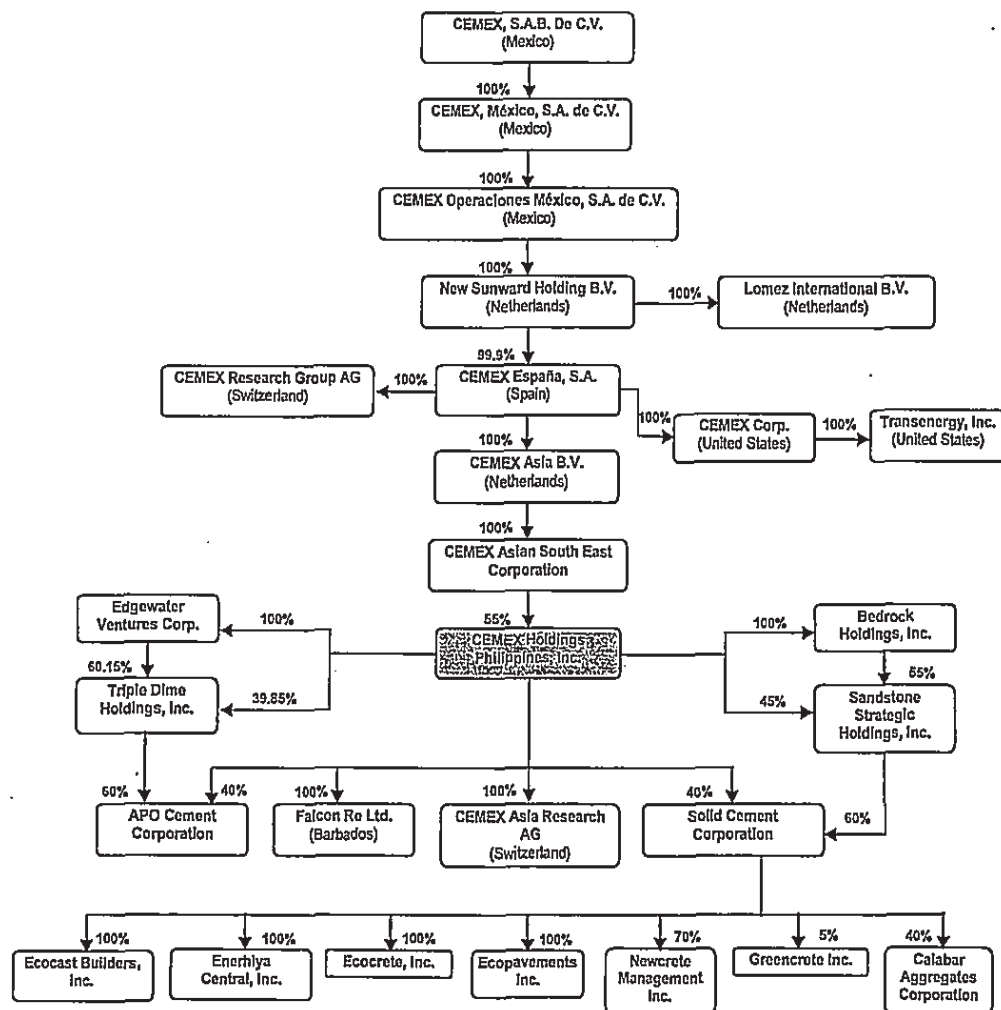 CEMEX, S.A.B. De C.V.
(Mexico)
100%
CEMEX, México, S.A. de C.V.
(Mexico)
100%
CEMEX Operaciones México, S.A. de C.V.
(Mexico)
100%
New Sunward Holding B.V.
(Netherlands)
100%
Lomez International B.V.
(Netherlands)
99.9%
CEMEX Research Group AG
(Switzerland)
100%
CEMEX España, S.A.
(Spain)
100%
CEMEX Corp.
(United States)
100%
Transenergy, Inc.
(United States)
100%
CEMEX Asia B.V.
(Netherlands)
100%
CEMEX Asian South East
Corporation
Edgewater
Ventures Corp.
100%
55%
CEMEX Holdings
Philippines, Inc.
100%
Bedrock
Holdings, Inc.
60.15%
Triple Dime
Holdings, Inc.
39.85%
55%
45%
Sandstone
Strategic
Holdings, Inc.
60%
40%
APO Cement
Corporation
100%
Falcon Re Ltd.
(Barbados)
100%
CEMEX Asia Research
AG
(Switzerland)
40%
Solid Cement
Corporation
60%
100%
Ecocast Builders,
Inc.
100%
Enerhiya
Central, Inc.
100%
Ecocrete, Inc.
100%
Ecopavements Inc.
70%
Newcrete
Management
Inc.
5%
Greencrete Inc.
40%
Calabar
Aggregates
Corporation